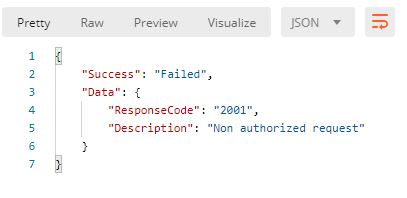 Pretty Raw Preview Visualize JSON
1 {
2 "Success": "Failed",
3 "Data": {
4 "ResponseCode": "2001",
5 "Description": "Non authorized request"
6 }
7 }